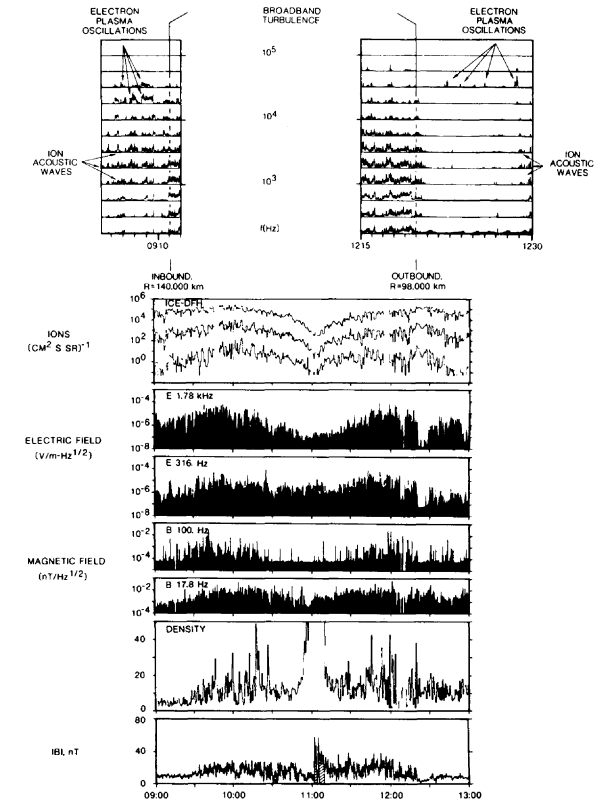 ELECTRON
PLASMA
OSCILLATIONS
BROADBAND
TURBULENCE
ELECTRON
PLASMA
OSCILLATIONS
10⁵
10⁴
ION
ACOUSTIC
WAVES
10³
ION
ACOUSTIC
WAVES
f(Hz)
0910
1215
1230
INBOUND,
R=140,000 km
OUTBOUND,
R=98,000 km
ICE-DFH
10⁶
10⁴
10²
10⁰
IONS
(CM² S SR)⁻¹
E 1.78 kHz
10⁻⁴
10⁻⁶
10⁻⁸
ELECTRIC FIELD
(V/m-Hz¹/²)
E 316. Hz
10⁻⁴
10⁻⁶
10⁻⁸
B 100. Hz
10⁻²
10⁻⁴
MAGNETIC FIELD
(nT/Hz¹/²)
B 17.8 Hz
10⁻²
10⁻⁴
DENSITY
40
20
0
80
40
0
IBI, nT
09:00
10:00
11:00
12:00
13:00